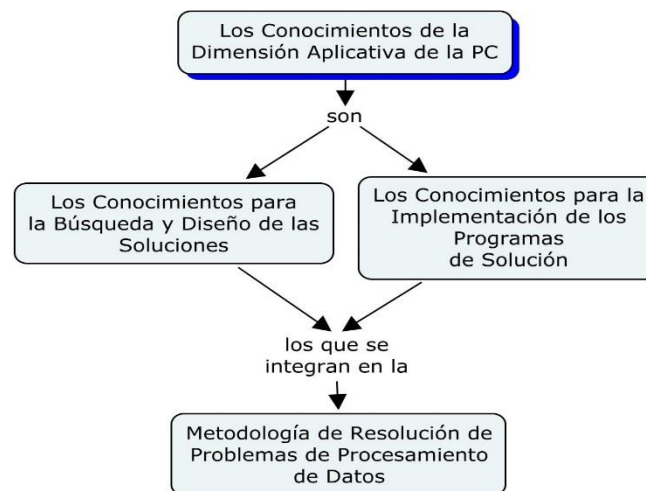 Los Conocimientos de la
Dimensión Aplicativa de la PC
son
Los Conocimientos para
la Búsqueda y Diseño de las
Soluciones
Los Conocimientos para la
Implementación de los
Programas
de Solución
los que se
integran en la
Metodología de Resolución de
Problemas de Procesamiento
de Datos